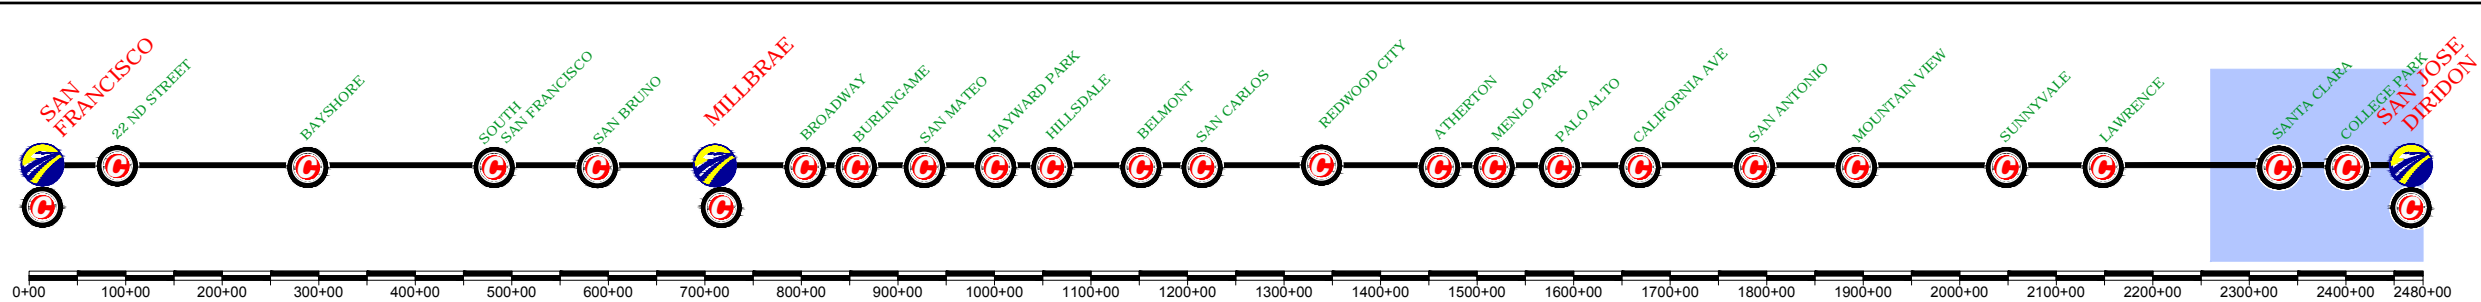 SAN
FRANCISCO
22 ND STREET
BAYSHORE
SOUTH
SAN FRANCISCO
SAN BRUNO
MILLBRAE
BROADWAY
BURLINGAME
SAN MATEO
HAYWARD PARK
HILLSDALE
BELMONT
SAN CARLOS
REDWOOD CITY
ATHERTON
MENLO PARK
PALO ALTO
CALIFORNIA AVE
SAN ANTONIO
MOUNTAIN VIEW
SUNNYVALE
LAWRENCE
SANTA CLARA
COLLEGE PARK
SAN JOSE
DIRIDON
C C C C C C C C C C C C C C C C C C C C C C
C C C
0+00 100+00 200+00 300+00 400+00 500+00 600+00 700+00 800+00 900+00 1000+00 1100+00 1200+00 1300+00 1400+00 1500+00 1600+00 1700+00 1800+00 1900+00 2000+00 2100+00 2200+00 2300+00 2400+00 2480+00